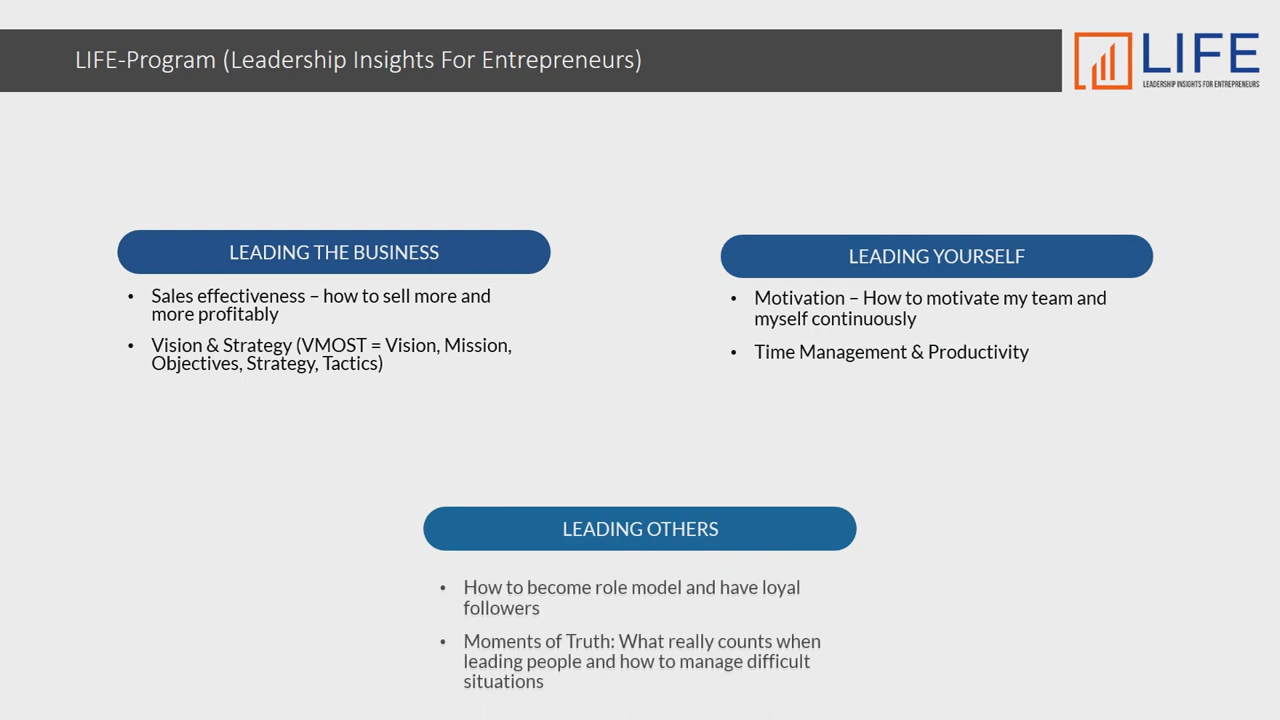 LIFE-Program (Leadership Insights For Entrepreneurs)
LIFE
LEADERSHIP INSIGHTS FOR ENTREPRENEURS
LEADING THE BUSINESS
• Sales effectiveness – how to sell more and
more profitably
• Vision & Strategy (VMOST = Vision, Mission,
Objectives, Strategy, Tactics)
LEADING YOURSELF
• Motivation – How to motivate my team and
myself continuously
• Time Management & Productivity
LEADING OTHERS
• How to become role model and have loyal
followers
• Moments of Truth: What really counts when
leading people and how to manage difficult
situations